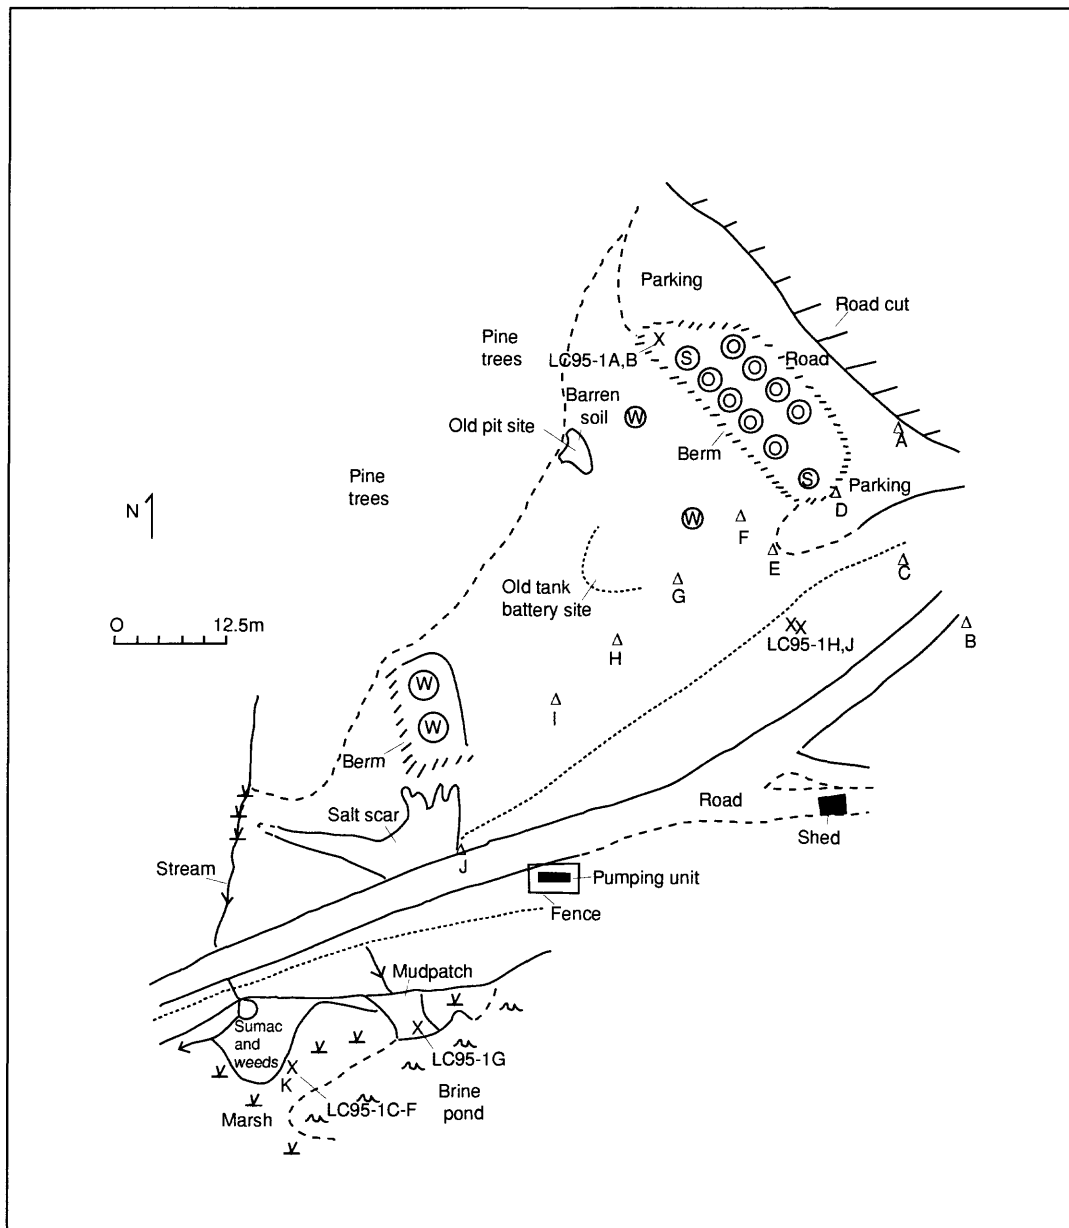 Parking
Road cut
Pine
trees
LC95-1A,B
X
S
O
O
Road
O
O
O
O
O
O
S
Barren
soil
W
Old pit site
Berm
A
Pine
trees
Parking
D
N
W
F
E
C
Old tank
battery site
G
O
12.5m
XX
LC95-1H,J
B
H
W
W
I
Berm
Road
Salt scar
Shed
J
Stream
Pumping unit
Fence
Mudpatch
Sumac
and
weeds
X
LC95-1G
X
K
LC95-1C-F
Brine
pond
Marsh